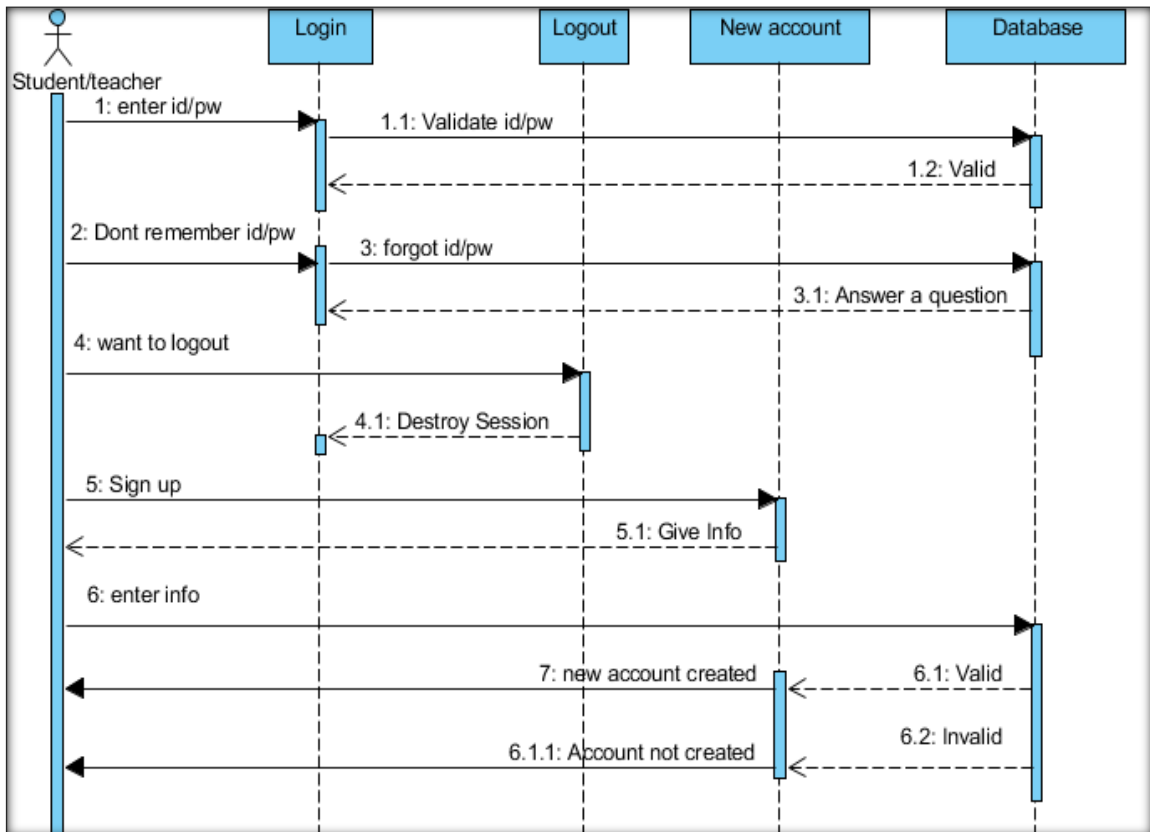 Login
Logout
New account
Database
Student/teacher
1: enter id/pw
1.1: Validate id/pw
1.2: Valid
2: Dont remember id/pw
3: forgot id/pw
3.1: Answer a question
4: want to logout
4.1: Destroy Session
5: Sign up
5.1: Give Info
6: enter info
7: new account created
6.1: Valid
6.2: Invalid
6.1.1: Account not created